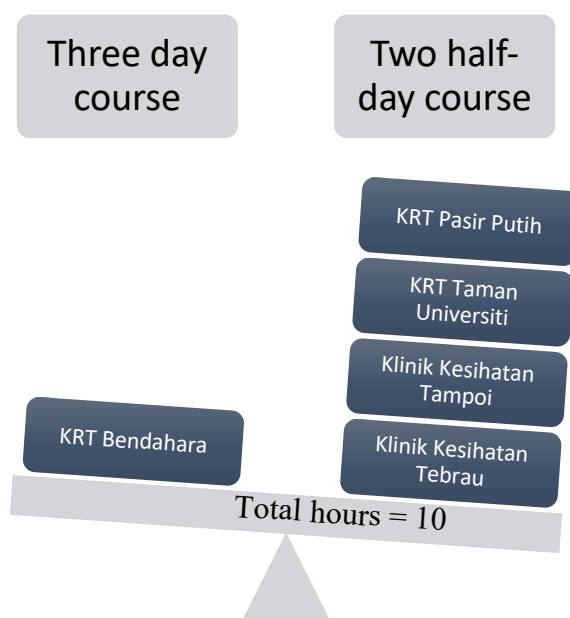 Three day
course
Two half-
day course
KRT Pasir Putih
KRT Taman
Universiti
Klinik Kesihatan
Tampoi
KRT Bendahara
Klinik Kesihatan
Tebrau
Total hours = 10